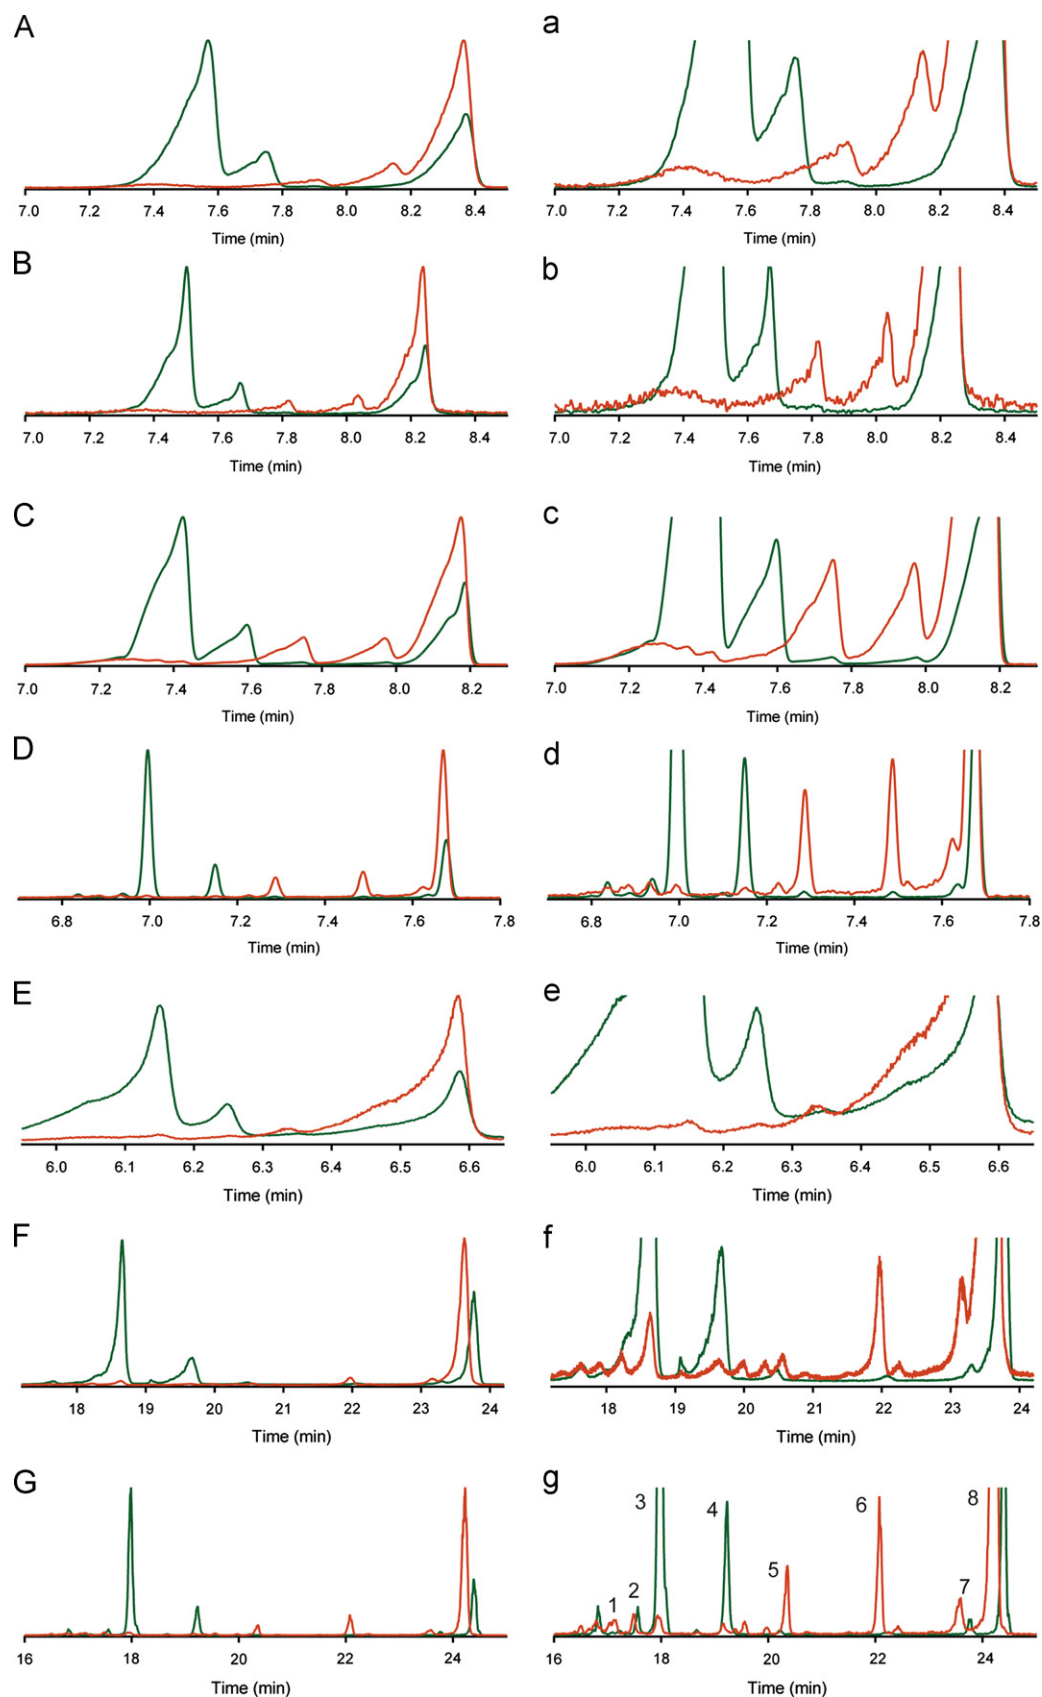 A
7.0 7.2 7.4 7.6 7.8 8.0 8.2 8.4
Time (min)
a
7.0 7.2 7.4 7.6 7.8 8.0 8.2 8.4
Time (min)
B
7.0 7.2 7.4 7.6 7.8 8.0 8.2 8.4
Time (min)
b
7.0 7.2 7.4 7.6 7.8 8.0 8.2 8.4
Time (min)
C
7.0 7.2 7.4 7.6 7.8 8.0 8.2
Time (min)
c
7.0 7.2 7.4 7.6 7.8 8.0 8.2
Time (min)
D
6.8 7.0 7.2 7.4 7.6 7.8
Time (min)
d
6.8 7.0 7.2 7.4 7.6 7.8
Time (min)
E
6.0 6.1 6.2 6.3 6.4 6.5 6.6
Time (min)
e
6.0 6.1 6.2 6.3 6.4 6.5 6.6
Time (min)
F
18 19 20 21 22 23 24
Time (min)
f
18 19 20 21 22 23 24
Time (min)
G
16 18 20 22 24
Time (min)
g
1 2 3 4 5 6 7 8
16 18 20 22 24
Time (min)